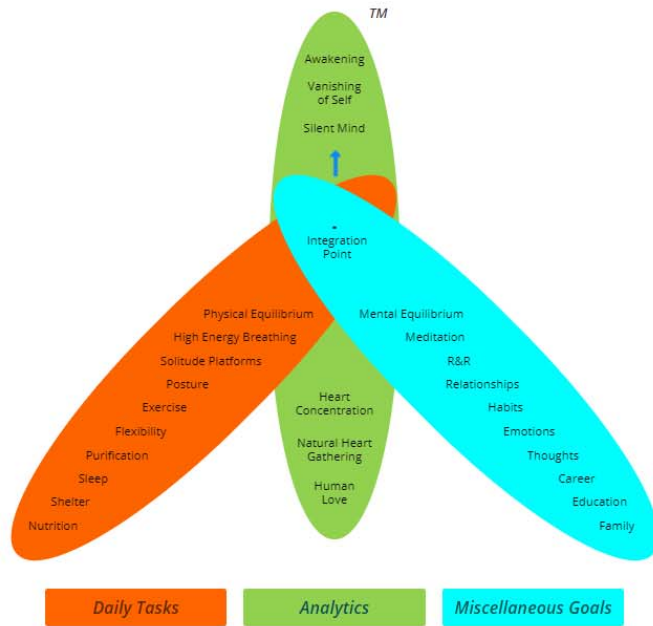 TM
Awakening
Vanishing
of Self
Silent Mind
-
Integration
Point
Physical Equilibrium
High Energy Breathing
Solitude Platforms
Posture
Exercise
Flexibility
Purification
Sleep
Shelter
Nutrition
Heart
Concentration
Natural Heart
Gathering
Human
Love
Mental Equilibrium
Meditation
R&R
Relationships
Habits
Emotions
Thoughts
Career
Education
Family
Daily Tasks
Analytics
Miscellaneous Goals